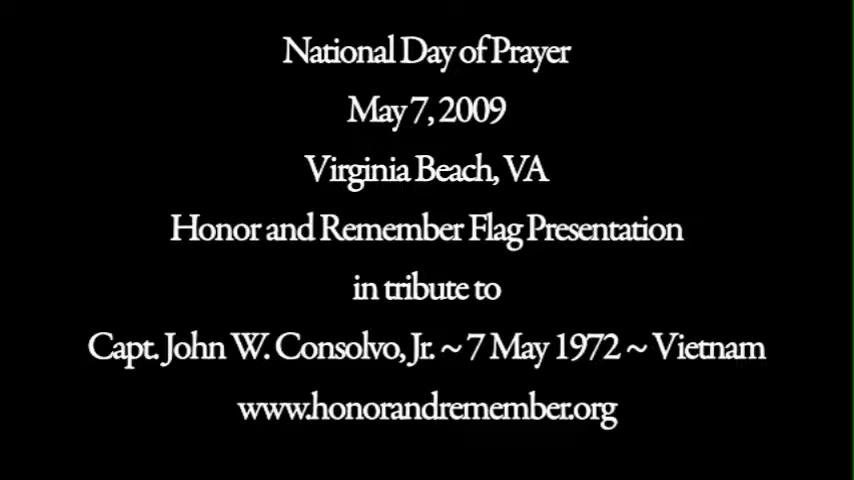 National Day of Prayer
May 7, 2009
Virginia Beach, VA
Honor and Remember Flag Presentation
in tribute to
Capt. John W. Consolvo, Jr. ~ 7 May 1972 ~ Vietnam
www.honorandremember.org